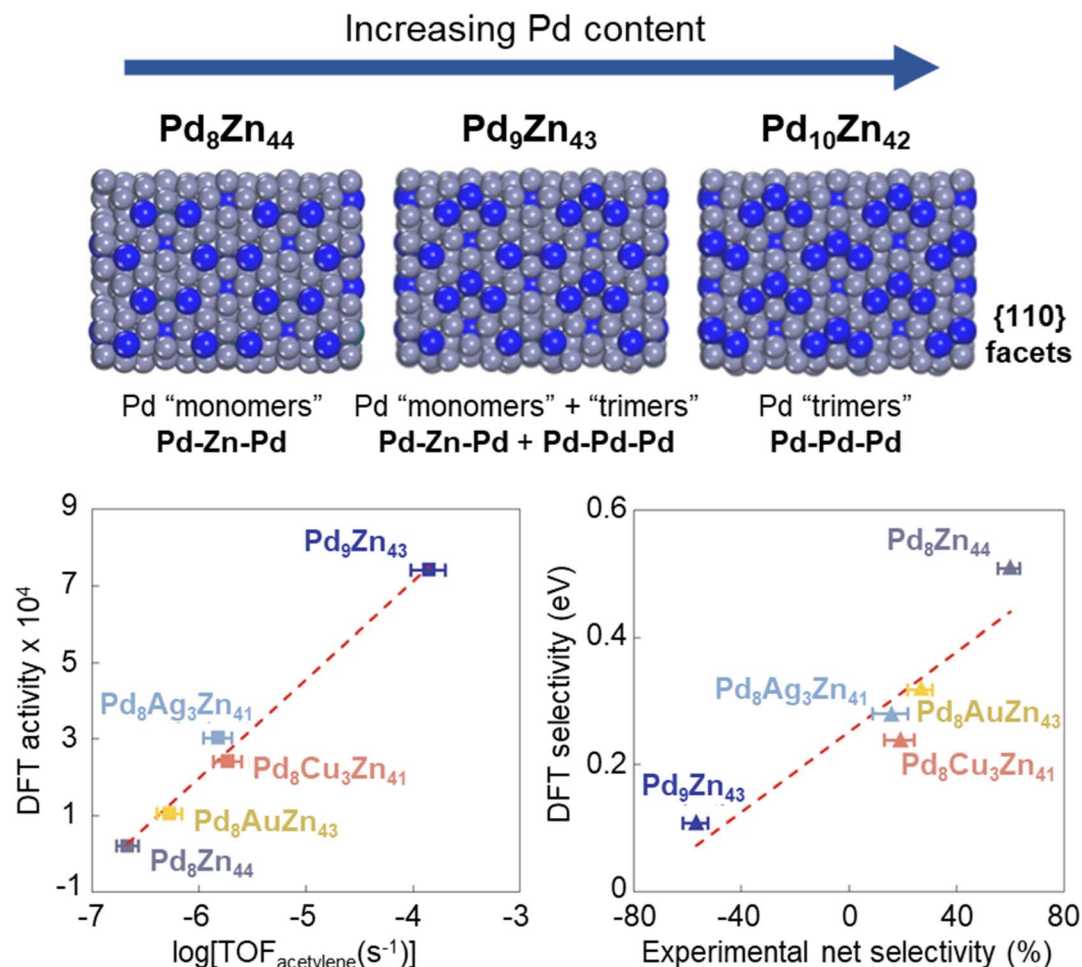 Increasing Pd content
Pd₈Zn₄₄
Pd₉Zn₄₃
Pd₁₀Zn₄₂
{110}
facets
Pd “monomers”
Pd-Zn-Pd
Pd “monomers” + “trimers”
Pd-Zn-Pd + Pd-Pd-Pd
Pd “trimers”
Pd-Pd-Pd
DFT activity x 10⁴
9
7
5
3
1
-1
-7 -6 -5 -4 -3
log[TOFacetylene(s⁻¹)]
Pd₉Zn₄₃
Pd₈Ag₃Zn₄₁
Pd₈Cu₃Zn₄₁
Pd₈AuZn₄₃
Pd₈Zn₄₄
DFT selectivity (eV)
0.6
0.4
0.2
0
-80 -40 0 40 80
Experimental net selectivity (%)
Pd₈Zn₄₄
Pd₈Ag₃Zn₄₁
Pd₈AuZn₄₃
Pd₈Cu₃Zn₄₁
Pd₉Zn₄₃